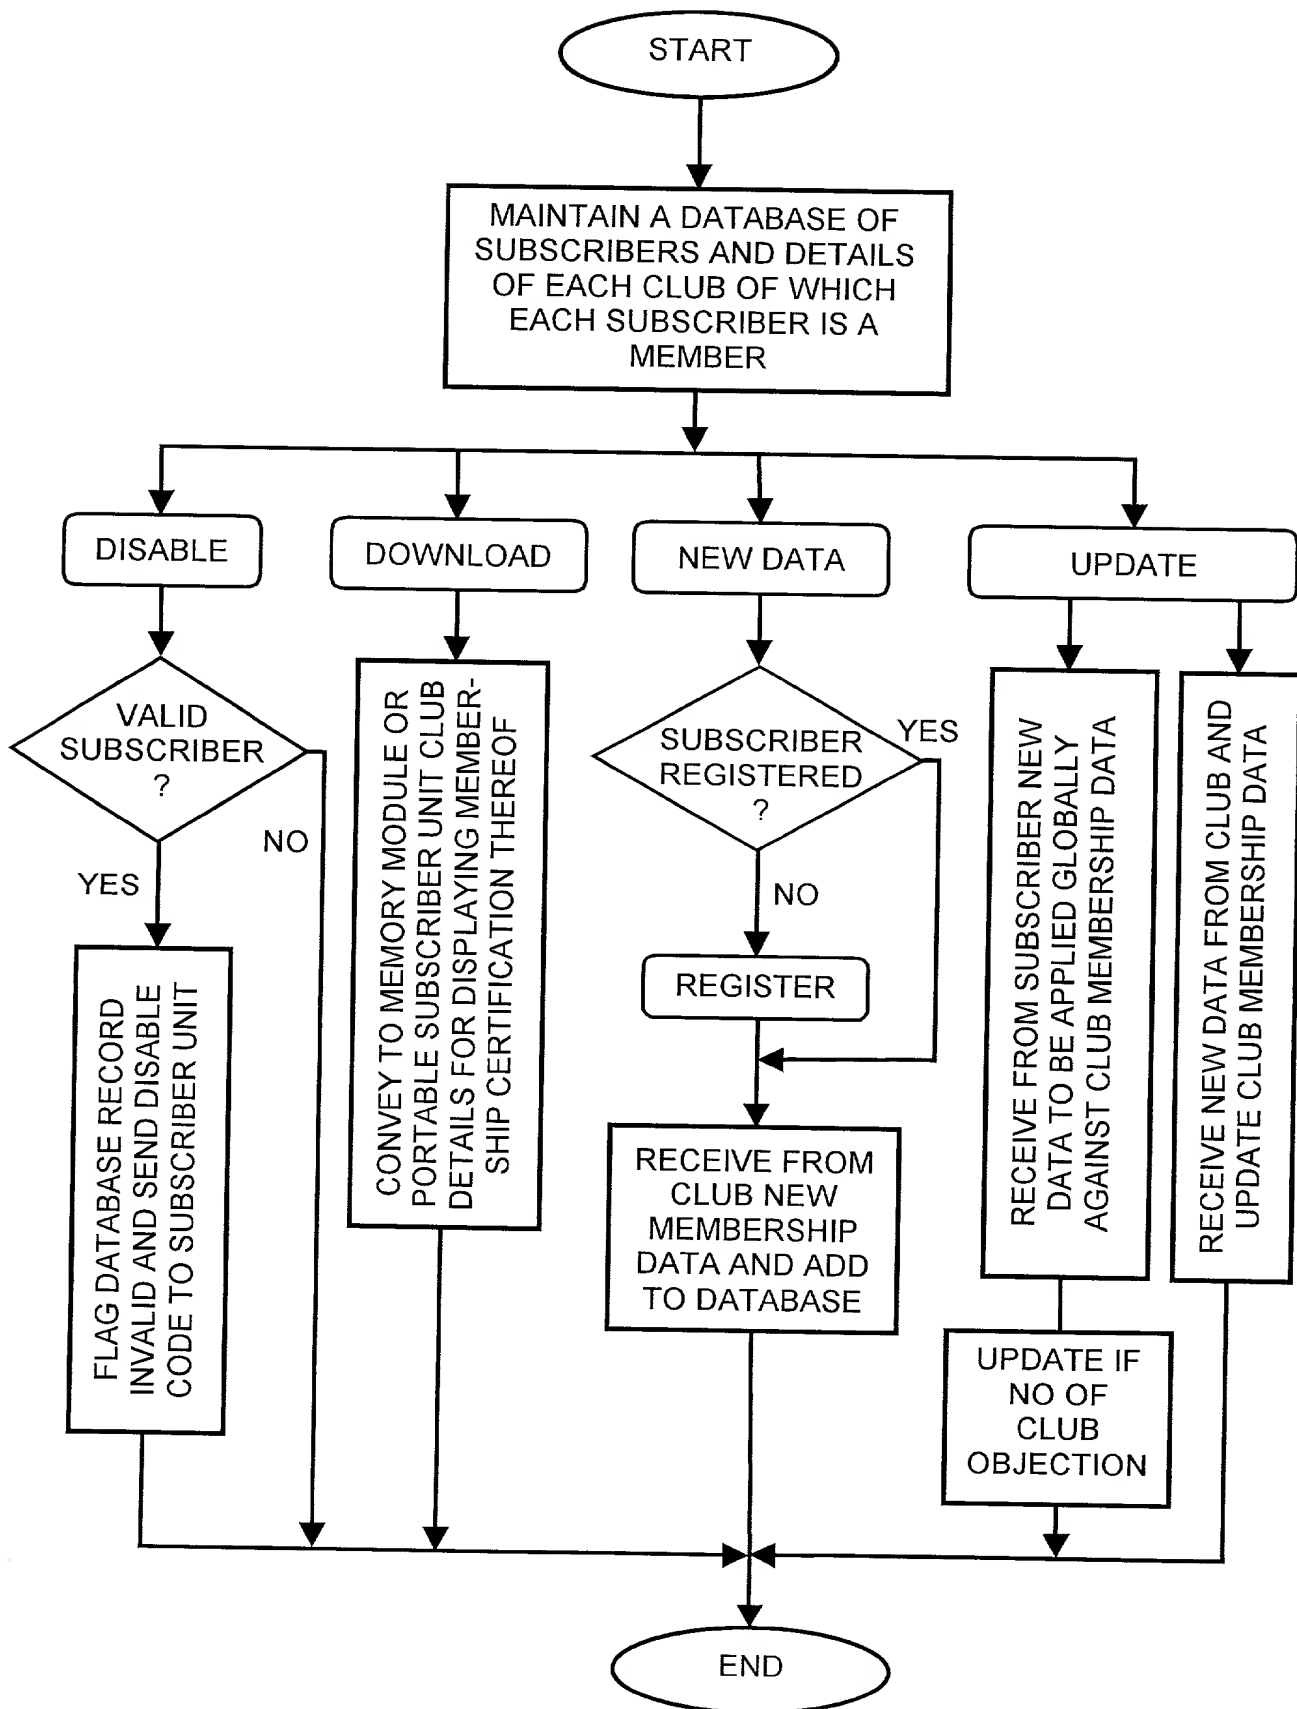 START
MAINTAIN A DATABASE OF
SUBSCRIBERS AND DETAILS
OF EACH CLUB OF WHICH
EACH SUBSCRIBER IS A
MEMBER
DISABLE
DOWNLOAD
NEW DATA
UPDATE
VALID
SUBSCRIBER
?
NO
YES
FLAG DATABASE RECORD
INVALID AND SEND DISABLE
CODE TO SUBSCRIBER UNIT
CONVEY TO MEMORY MODULE OR
PORTABLE SUBSCRIBER UNIT CLUB
DETAILS FOR DISPLAYING MEMBER-
SHIP CERTIFICATION THEREOF
SUBSCRIBER
REGISTERED
?
YES
NO
REGISTER
RECEIVE FROM
CLUB NEW
MEMBERSHIP
DATA AND ADD
TO DATABASE
RECEIVE FROM SUBSCRIBER NEW
DATA TO BE APPLIED GLOBALLY
AGAINST CLUB MEMBERSHIP DATA
UPDATE IF
NO OF
CLUB
OBJECTION
RECEIVE NEW DATA FROM CLUB AND
UPDATE CLUB MEMBERSHIP DATA
END